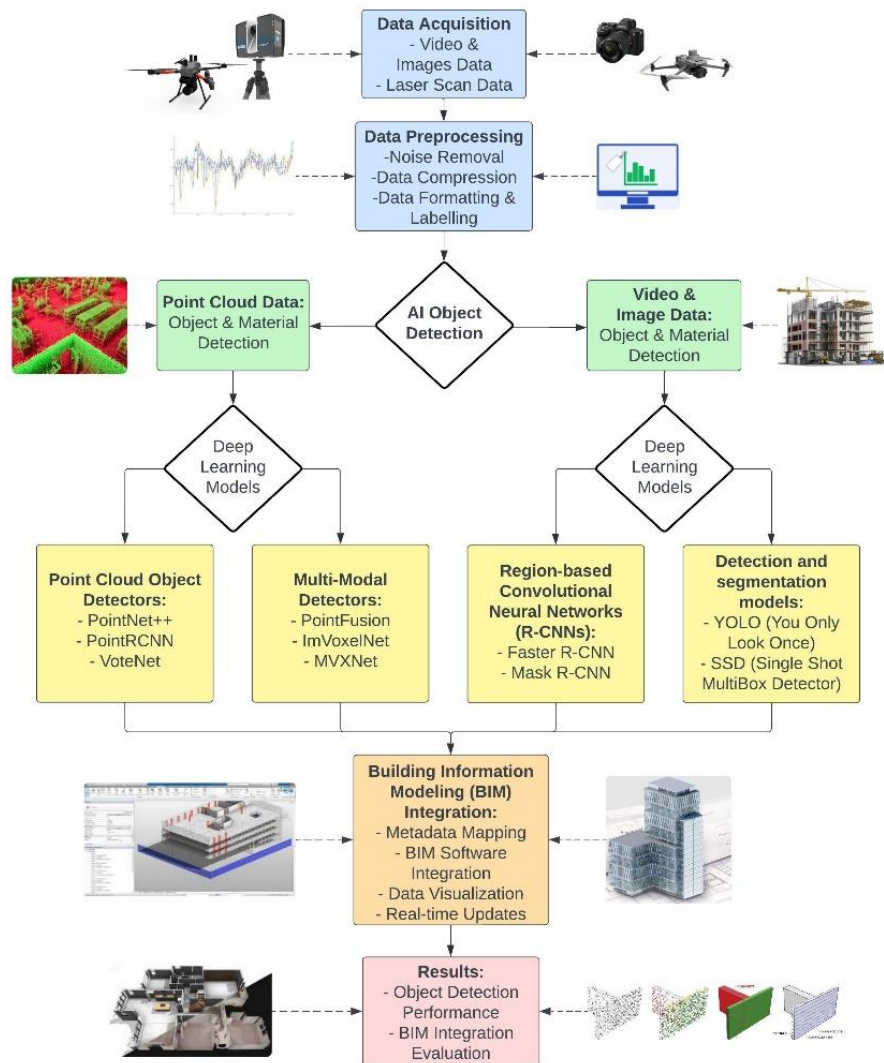 Data Acquisition
- Video &
Images Data
- Laser Scan Data
Data Preprocessing
-Noise Removal
-Data Compression
-Data Formatting &
Labelling
AI Object
Detection
Point Cloud Data:
Object & Material
Detection
Video &
Image Data:
Object & Material
Detection
Deep
Learning
Models
Deep
Learning
Models
Point Cloud Object
Detectors:
- PointNet++
- PointRCNN
- VoteNet
Multi-Modal
Detectors:
- PointFusion
- ImVoxelNet
- MVXNet
Region-based
Convolutional
Neural Networks
(R-CNNs):
- Faster R-CNN
- Mask R-CNN
Detection and
segmentation
models:
- YOLO (You Only
Look Once)
- SSD (Single Shot
MultiBox Detector)
Building Information
Modeling (BIM)
Integration:
- Metadata Mapping
- BIM Software
Integration
- Data Visualization
- Real-time Updates
Results:
- Object Detection
Performance
- BIM Integration
Evaluation